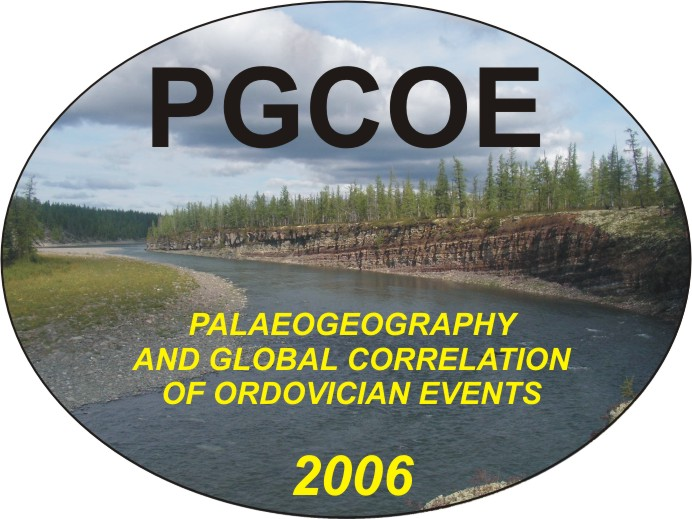 PGCOE
PALAEOGEOGRAPHY
AND GLOBAL CORRELATION
OF ORDOVICIAN EVENTS
2006